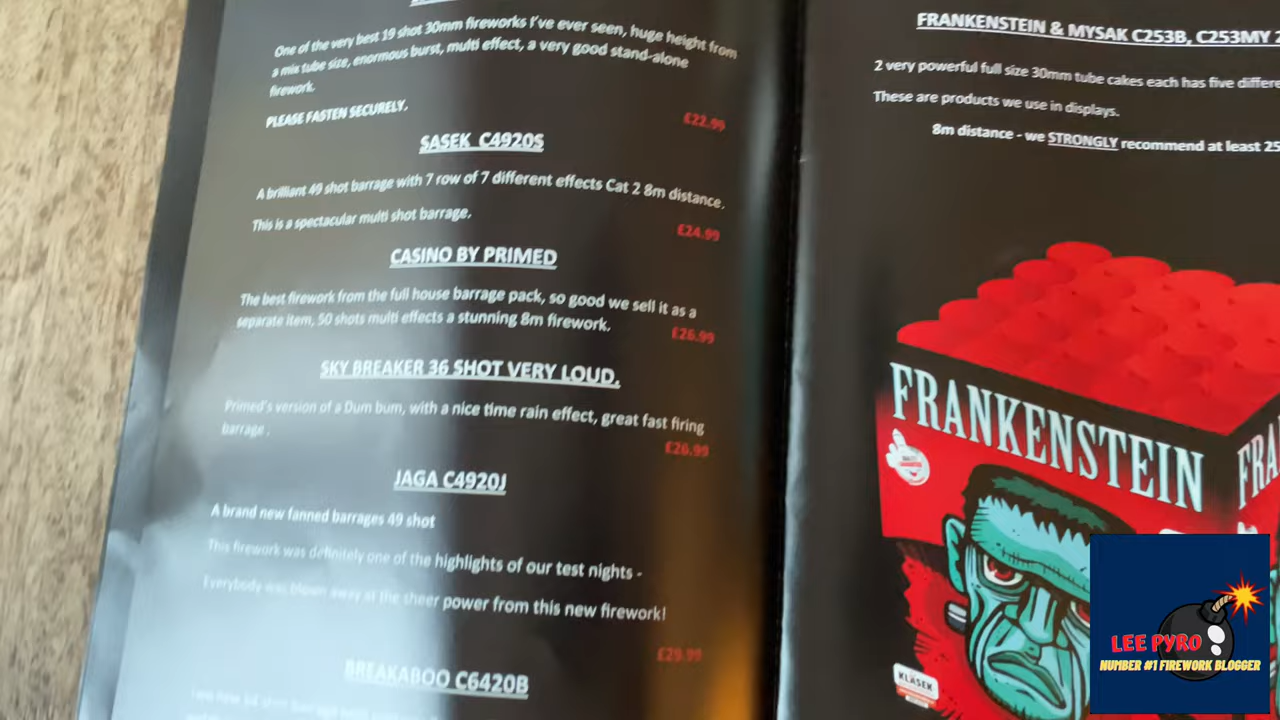 One of the very best 19 shot 30mm fireworks I've ever seen, huge height from
a mix tube size, enormous burst, multi effect, a very good stand-alone
firework.
PLEASE FASTEN SECURELY.
£22.99
SASEK C4920S
A brilliant 49 shot barrage with 7 row of 7 different effects Cat 2 8m distance.
This is a spectacular multi shot barrage.
£24.99
CASINO BY PRIMED
The best firework from the full house barrage pack, so good we sell it as a
separate item, 50 shots multi effects a stunning 8m firework.
£26.99
SKY BREAKER 36 SHOT VERY LOUD.
Primed's version of a Dum bum, with a nice time rain effect, great fast firing
barrage .
£26.99
JAGA C4920J
A brand new fanned barrages 49 shot
This firework was definitely one of the highlights of our test nights -
Everybody was blown away at the sheer power from this new firework!
£29.99
BREAKABOO C6420B
FRANKENSTEIN & MYSAK C253B, C253MY 2
2 very powerful full size 30mm tube cakes each has five differe
These are products we use in displays.
8m distance - we STRONGLY recommend at least 25
FRANKENSTEIN
FRA
KLASEK
LEE PYRO
NUMBER #1 FIREWORK BLOGGER